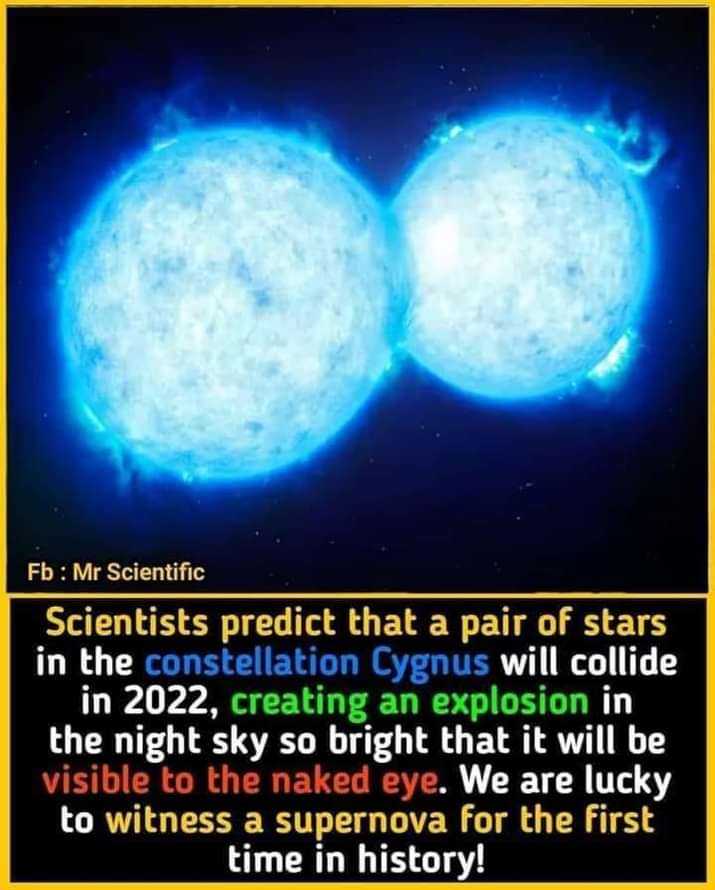 Fb : Mr Scientific
Scientists predict that a pair of stars
in the constellation Cygnus will collide
in 2022, creating an explosion in
the night sky so bright that it will be
visible to the naked eye. We are lucky
to witness a supernova for the first
time in history!